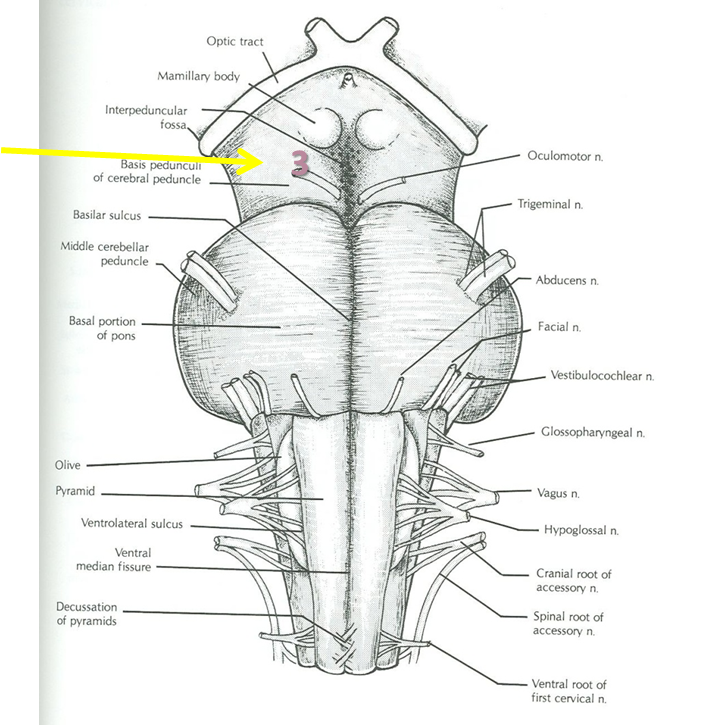 Optic tract
Mamillary body
Interpeduncular
fossa
3
Basis pedunculi
of cerebral peduncle
Basilar sulcus
Middle cerebellar
peduncle
Basal portion
of pons
Olive
Pyramid
Ventrolateral sulcus
Ventral
median fissure
Decussation
of pyramids
Oculomotor n.
Trigeminal n.
Abducens n.
Facial n.
Vestibulocochlear n.
Glossopharyngeal n.
Vagus n.
Hypoglossal n.
Cranial root of
accessory n.
Spinal root of
accessory n.
Ventral root of
first cervical n.